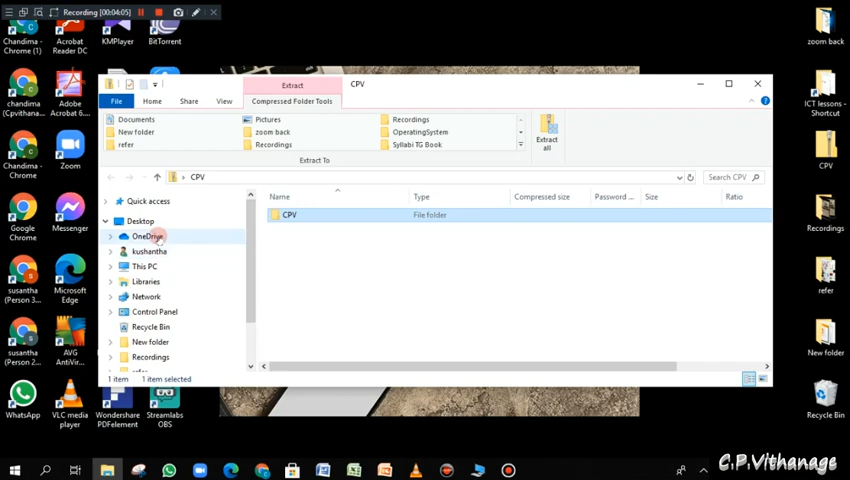 Recording [00:04:05]
Chandima - Chrome (1)
Acrobat Reader DC
KMPlayer
BitTorrent
zoom back
CPV
Extract
File
Home
Share
View
Compressed Folder Tools
Documents
Pictures
Recordings
New folder
zoom back
OperatingSystem
refer
Recordings
Syllabi TG Book
Extract all
Extract To
CPV
Search CPV
chandima (Cpvithana...
Adobe Acrobat 6....
ICT lessons - Shortcut
Quick access
Desktop
OneDrive
kushantha
This PC
Libraries
Network
Control Panel
Recycle Bin
New folder
Recordings
Name
Type
Compressed size
Password ...
Size
Ratio
CPV
File folder
1 item
1 item selected
Chandima - Chrome
Zoom
CPV
Google Chrome
Messenger
Recordings
susantha (Person 3...
Microsoft Edge
refer
susantha (Person 2...
AVG AntiVir...
New folder
WhatsApp
VLC media player
Wondershare PDFelement
Streamlabs OBS
Recycle Bin
C.P.Vithanage